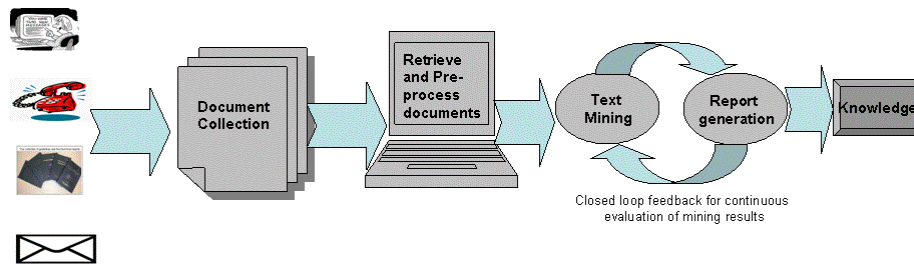 Document
Collection
Retrieve
and Pre-
process
documents
Text
Mining
Report
generation
Knowledge
Closed loop feedback for continuous
evaluation of mining results